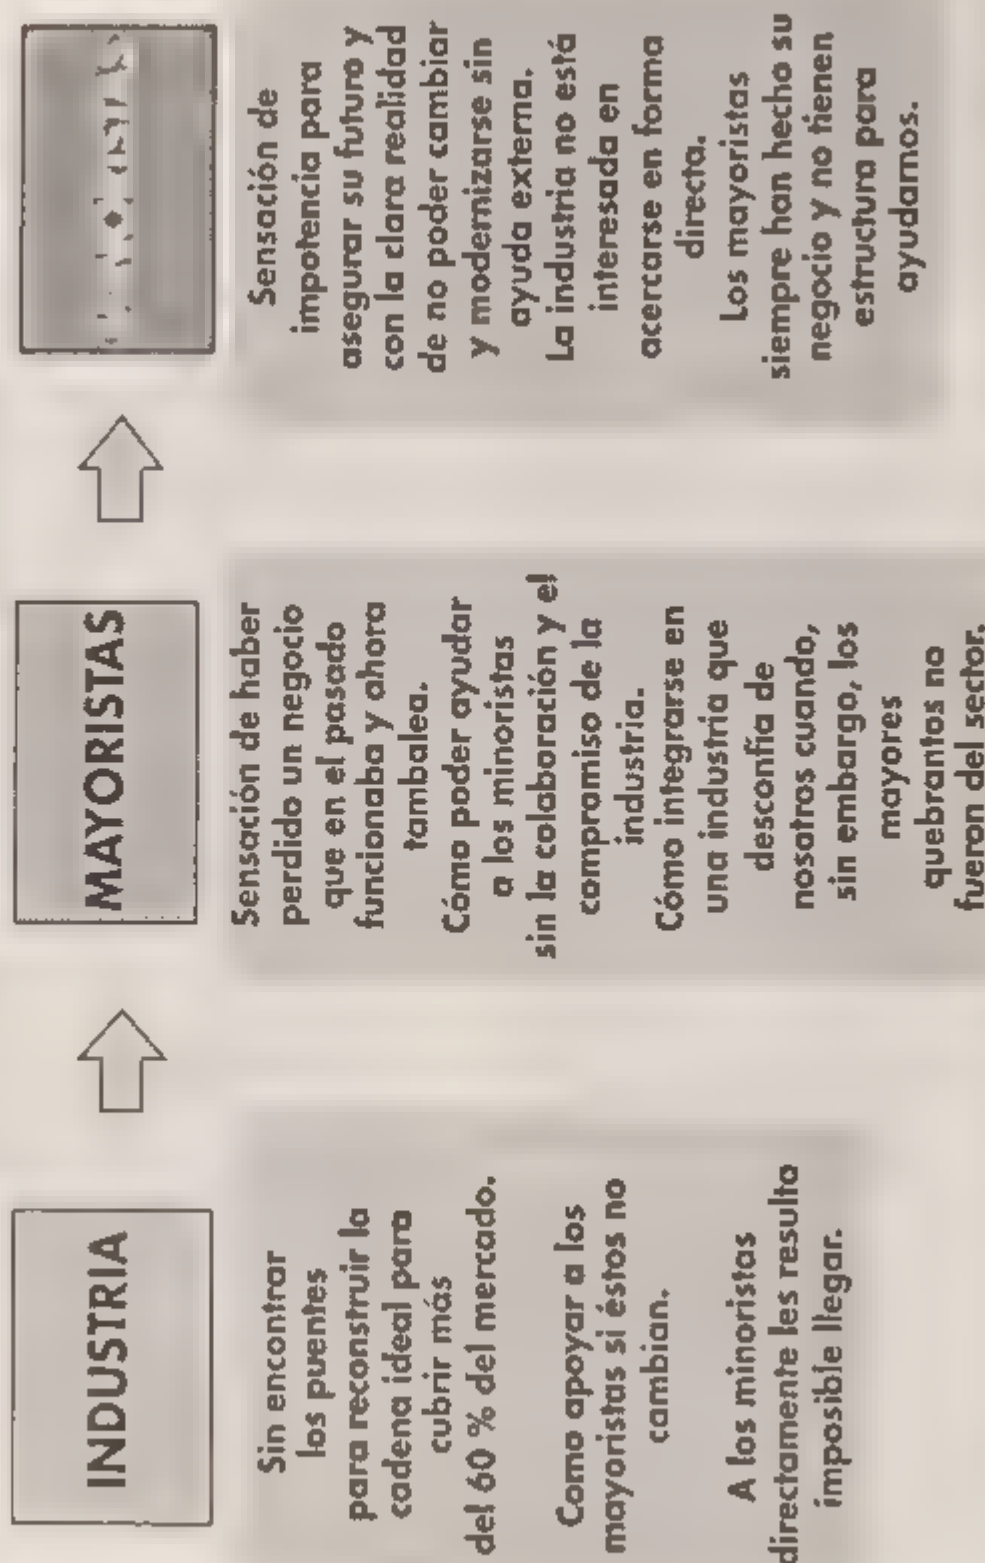 INDUSTRIA
Sin encontrar
los puentes
para reconstruir la
cadena ideal para
cubrir más
del 60 % del mercado.
Como apoyar a los
mayoristas si éstos no
cambian.
A los minoristas
directamente les resulta
imposible llegar.
MAYORISTAS
Sensación de haber
perdido un negocio
que en el pasado
funcionaba y ahora
tambalea.
Cómo poder ayudar
a los minoristas
sin la colaboración y el
compromiso de la
industria.
Cómo integrarse en
una industria que
desconfía de
nosotros cuando,
sin embargo, los
mayores
quebrantos no
fueron del sector.
Sensación de
impotencia para
asegurar su futuro y
con la clara realidad
de no poder cambiar
y modernizarse sin
ayuda externa.
La industria no está
interesada en
acercarse en forma
directa.
Los mayoristas
siempre han hecho su
negocio y no tienen
estructura para
ayudarnos.